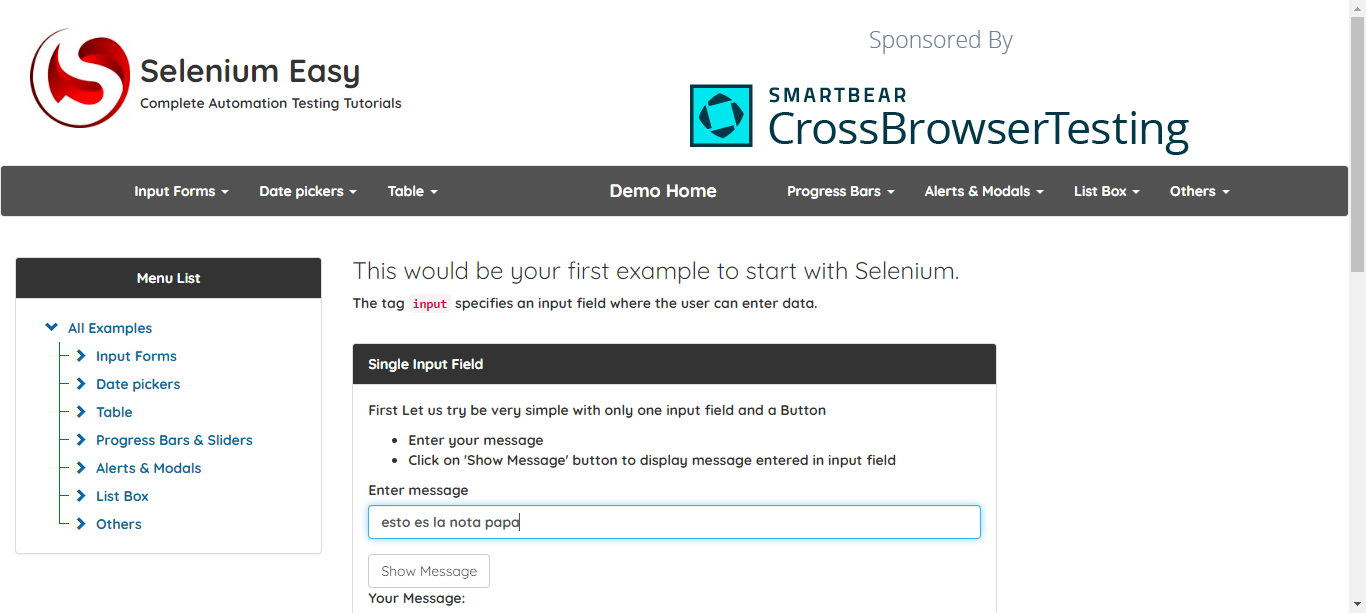 Sponsored By
Selenium Easy
Complete Automation Testing Tutorials
SMARTBEAR
CrossBrowserTesting
Input Forms Date pickers Table Demo Home Progress Bars Alerts & Modals List Box Others
Menu List
All Examples
Input Forms
Date pickers
Table
Progress Bars & Sliders
Alerts & Modals
List Box
Others
This would be your first example to start with Selenium.
The tag input specifies an input field where the user can enter data.
Single Input Field
First Let us try be very simple with only one input field and a Button
Enter your message
Click on 'Show Message' button to display message entered in input field
Enter message
esto es la nota papa
Show Message
Your Message: